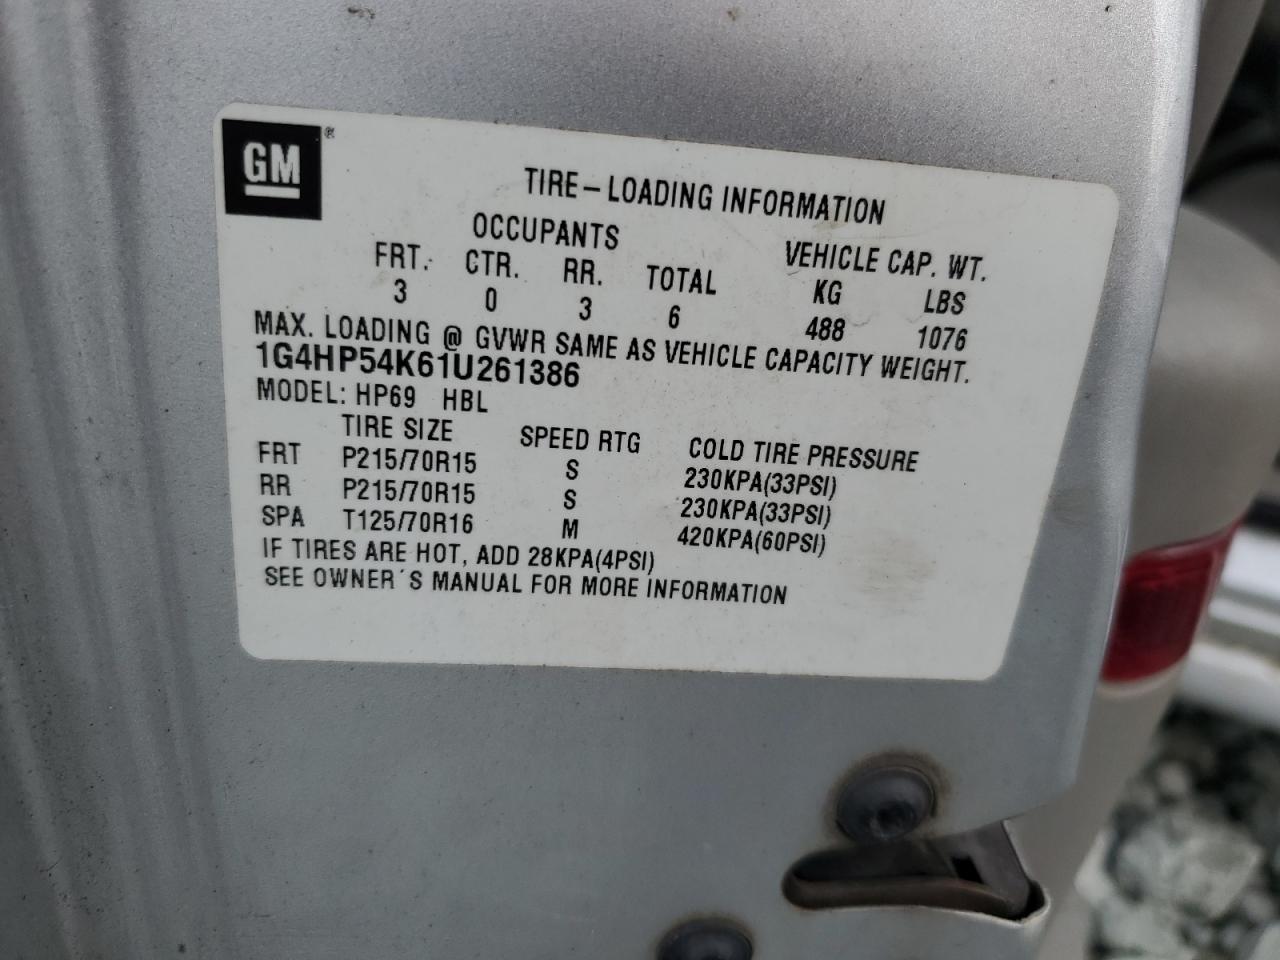 GM®
TIRE–LOADING INFORMATION
OCCUPANTS VEHICLE CAP. WT.
FRT. CTR. RR. TOTAL KG LBS
3 0 3 6 488 1076
MAX. LOADING @ GVWR SAME AS VEHICLE CAPACITY WEIGHT.
1G4HP54K61U261386
MODEL: HP69 HBL
TIRE SIZE SPEED RTG COLD TIRE PRESSURE
FRT P215/70R15 S 230KPA(33PSI)
RR P215/70R15 S 230KPA(33PSI)
SPA T125/70R16 M 420KPA(60PSI)
IF TIRES ARE HOT, ADD 28KPA(4PSI)
SEE OWNER´S MANUAL FOR MORE INFORMATION